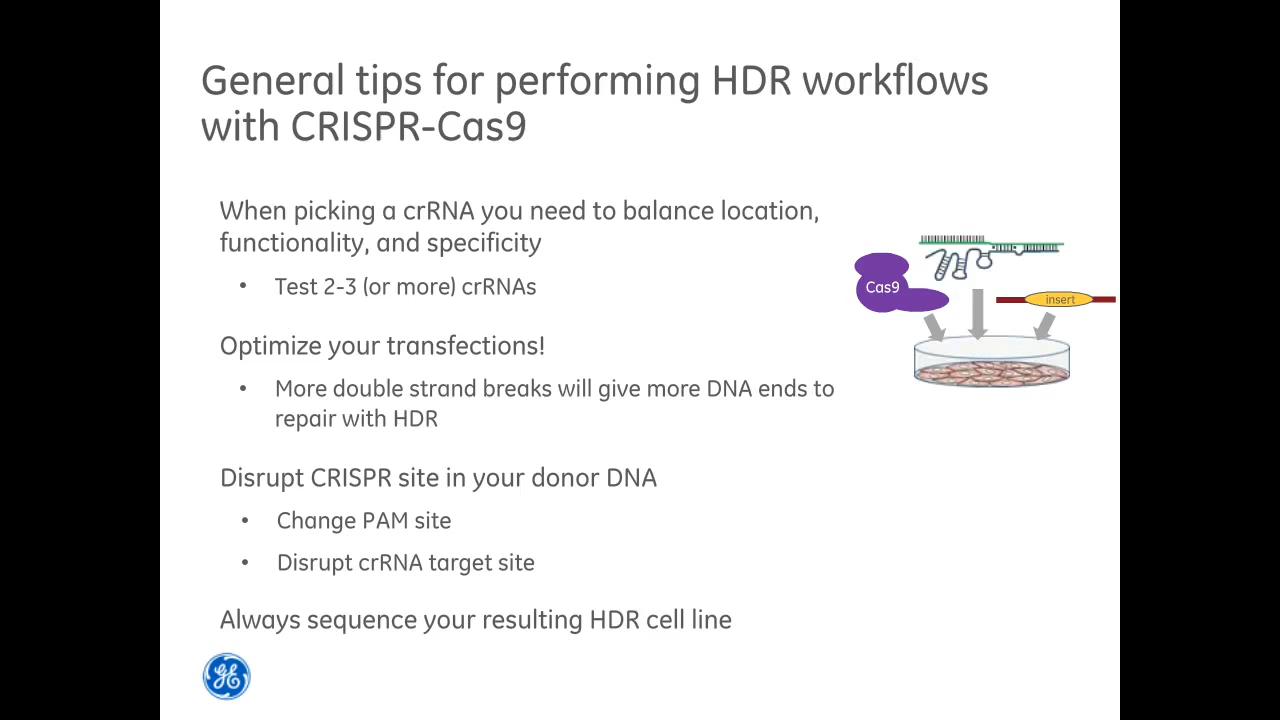 General tips for performing HDR workflows
with CRISPR-Cas9
When picking a crRNA you need to balance location,
functionality, and specificity
• Test 2-3 (or more) crRNAs
Optimize your transfections!
• More double strand breaks will give more DNA ends to
repair with HDR
Disrupt CRISPR site in your donor DNA
• Change PAM site
• Disrupt crRNA target site
Always sequence your resulting HDR cell line
Cas9
insert
GE